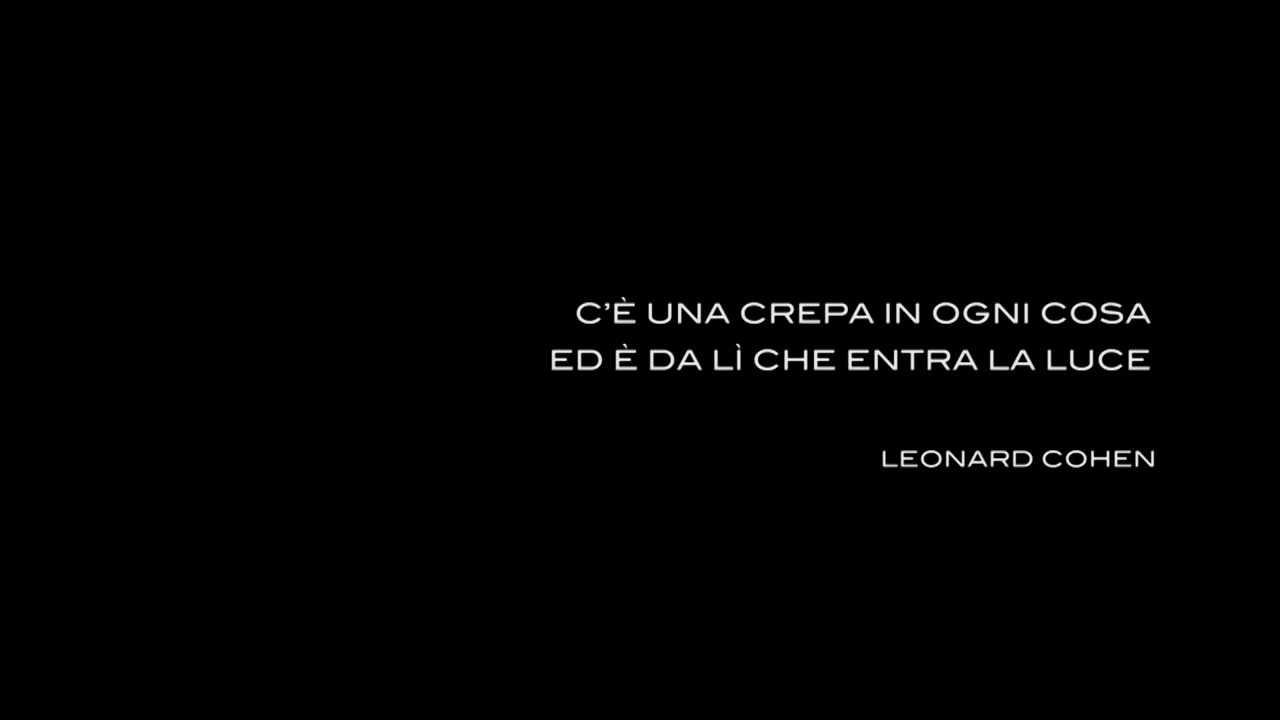 C'È UNA CREPA IN OGNI COSA
ED È DA LÌ CHE ENTRA LA LUCE
LEONARD COHEN